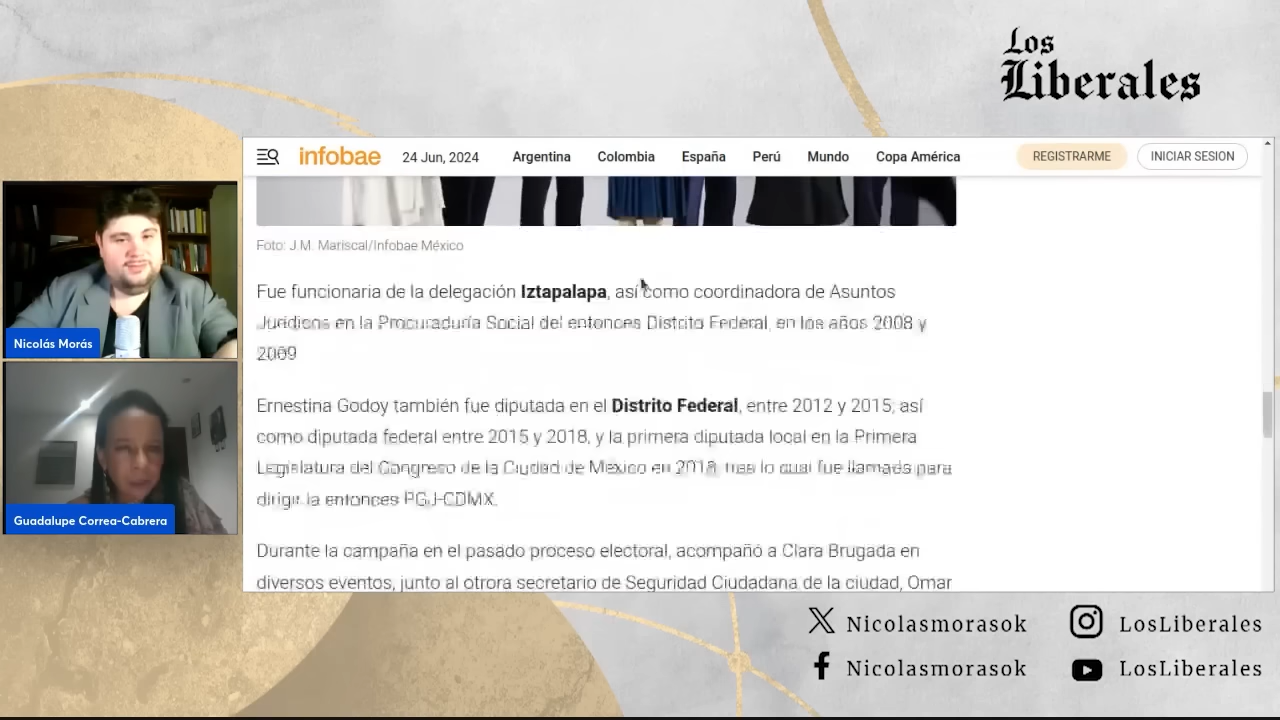 Los
Liberales
infobae
24 Jun, 2024
Argentina
Colombia
España
Perú
Mundo
Copa América
REGISTRARME
INICIAR SESION
Foto: J M. Mariscal/Infobae México
Fue funcionaria de la delegación Iztapalapa, así como coordinadora de Asuntos
Jurídicos en la Procuraduría Social del entonces Distrito Federal, en los años 2008 y
2009
Ernestina Godoy también fue diputada en el Distrito Federal, entre 2012 y 2015; así
como diputada federal entre 2015 y 2018, y la primera diputada local en la Primera
Legislatura del Congreso de la Ciudad de México en 2018, tras lo cual fue llamada para
dirigir la entonces PGJ-CDMX.
Durante la campaña en el pasado proceso electoral, acompañó a Clara Brugada en
diversos eventos, junto al otrora secretario de Seguridad Ciudadana de la ciudad, Omar
Nicolás Morás
Guadalupe Correa-Cabrera
Nicolasmorasok
LosLiberales
Nicolasmorasok
LosLiberales